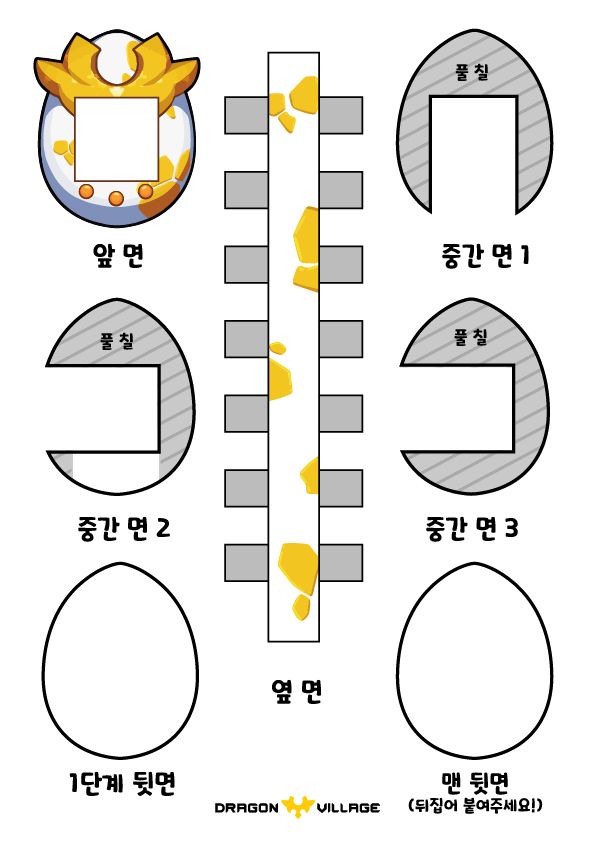 앞 면
풀 칠
중간 면 1
풀 칠
중간 면 2
풀 칠
중간 면 3
1단계 뒷면
옆 면
맨 뒷면
(뒤집어 붙여주세요!)
DRAGON VILLAGE